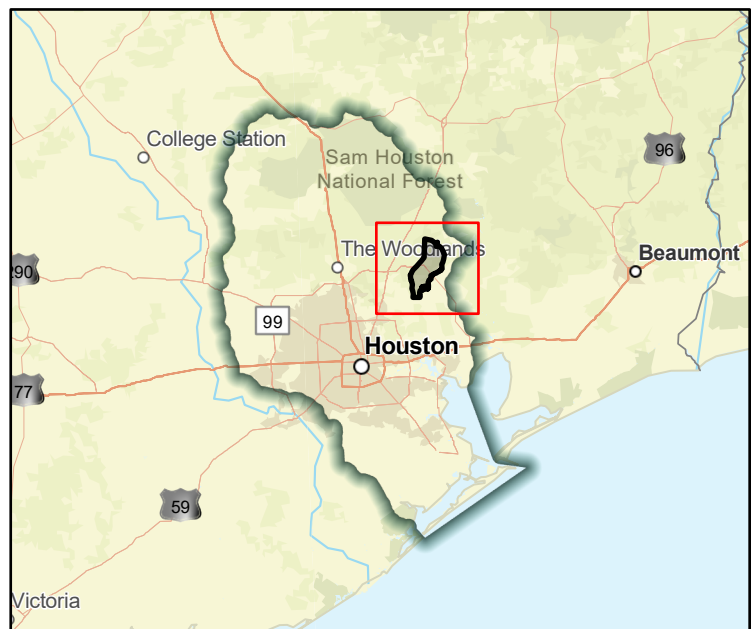 College Station
Sam Houston
National Forest
96
The Woodlands
Beaumont
290
99
Houston
77
59
Victoria